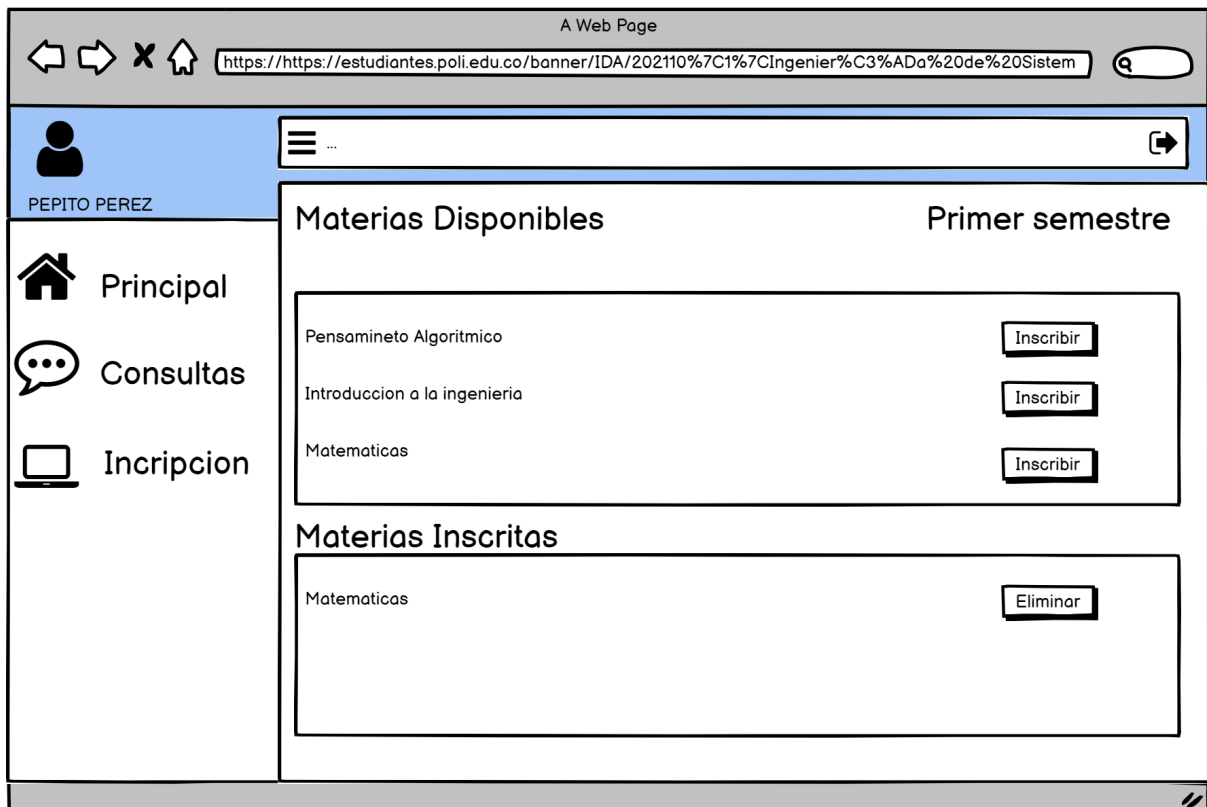 A Web Page
https://https://estudiantes.poli.edu.co/banner/IDA/202110%7C1%7CIngenier%C3%ADa%20de%20Sistem
...
PEPITO PEREZ
Materias Disponibles
Primer semestre
Principal
Consultas
Incripcion
Pensamineto Algoritmico
Inscribir
Introduccion a la ingenieria
Inscribir
Matematicas
Inscribir
Materias Inscritas
Matematicas
Eliminar